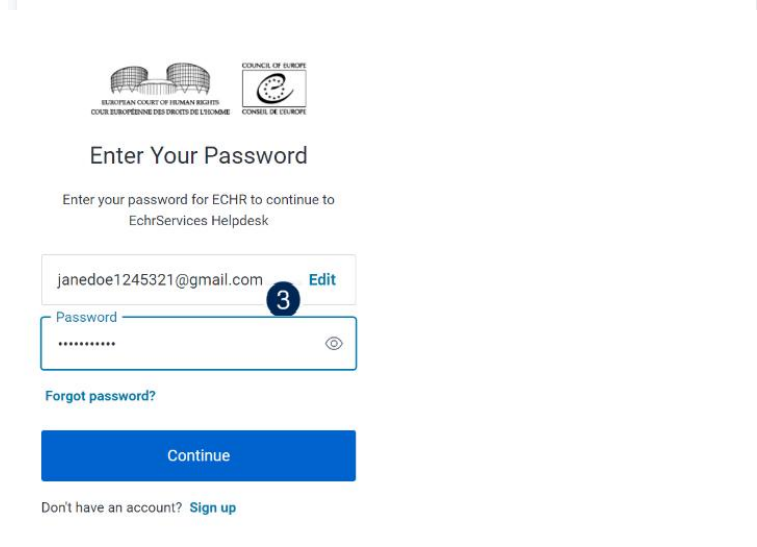 COUNCIL OF EUROPE
EUROPEAN COURT OF HUMAN RIGHTS
COUR EUROPÉENNE DES DROITS DE L'HOMME
CONSEIL DE L'EUROPE
Enter Your Password
Enter your password for ECHR to continue to
EchrServices Helpdesk
janedoe1245321@gmail.com Edit
3
Password
•••••••••••
Forgot password?
Continue
Don't have an account? Sign up